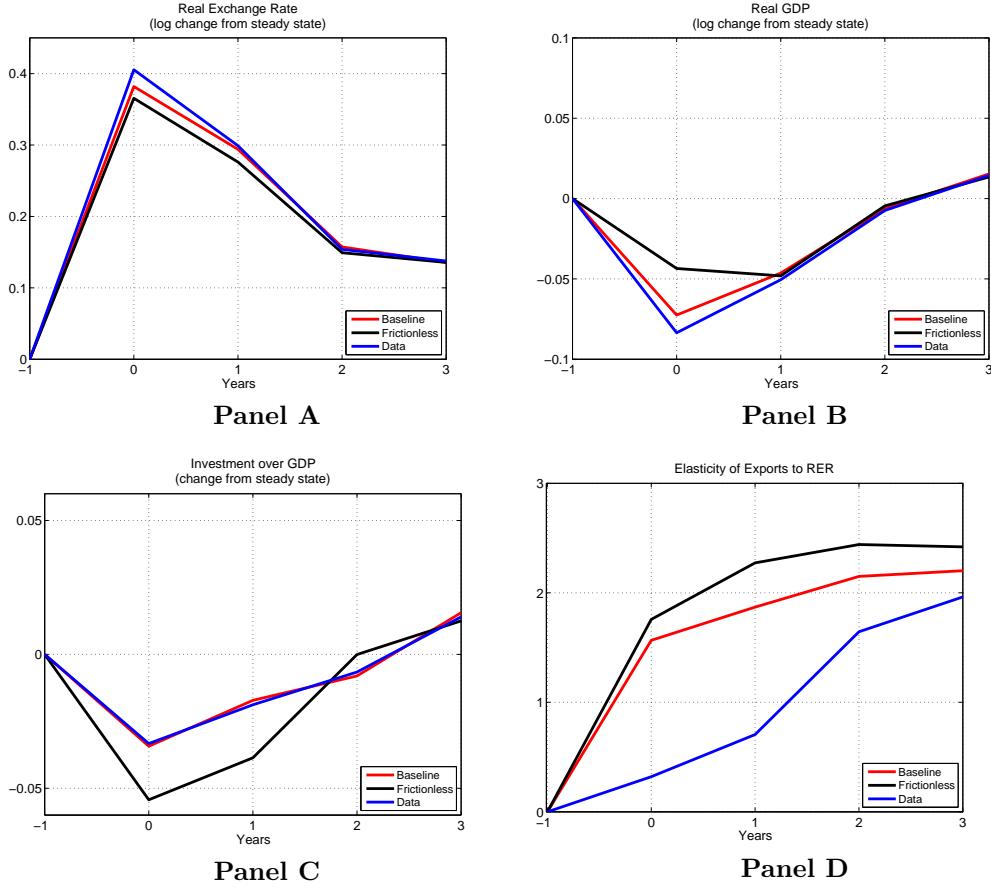 Real Exchange Rate
(log change from steady state)
0.4
0.3
0.2
0.1
0
−1
0
1
2
3
Years
Baseline
Frictionless
Data
Panel A
Real GDP
(log change from steady state)
0.1
0.05
0
−0.05
−0.1
−1
0
1
2
3
Years
Baseline
Frictionless
Data
Panel B
Investment over GDP
(change from steady state)
0.05
0
−0.05
−1
0
1
2
3
Years
Baseline
Frictionless
Data
Panel C
Elasticity of Exports to RER
3
2
1
0
−1
0
1
2
3
Years
Baseline
Frictionless
Data
Panel D